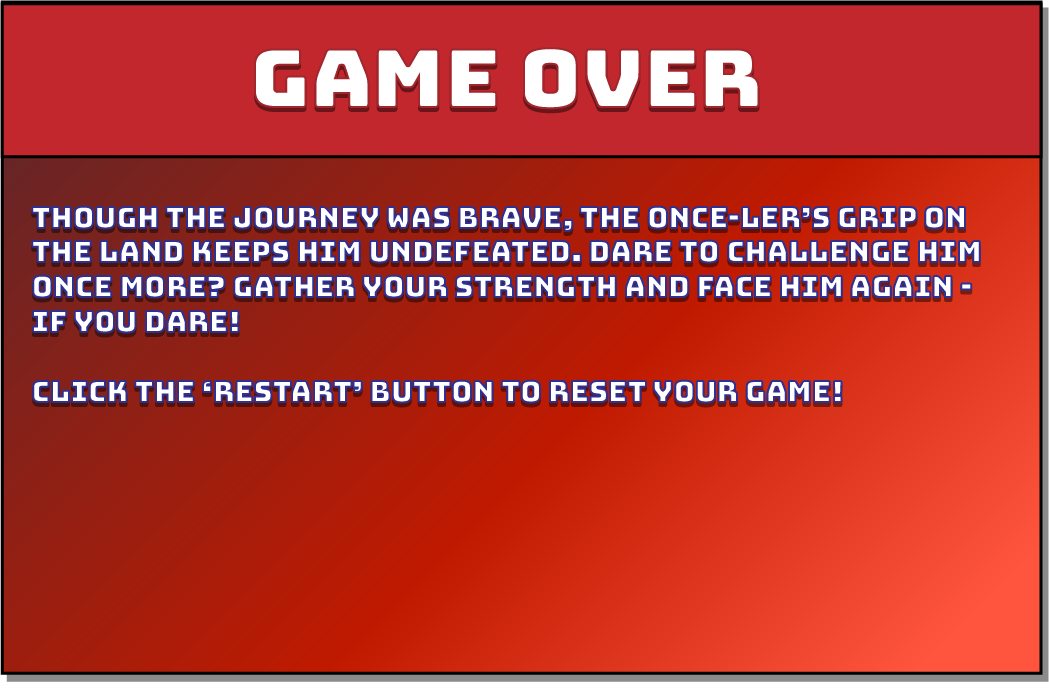 GAME OVER
THOUGH THE JOURNEY WAS BRAVE, THE ONCE-LER’S GRIP ON
THE LAND KEEPS HIM UNDEFEATED. DARE TO CHALLENGE HIM
ONCE MORE? GATHER YOUR STRENGTH AND FACE HIM AGAIN -
IF YOU DARE!
CLICK THE ‘RESTART’ BUTTON TO RESET YOUR GAME!